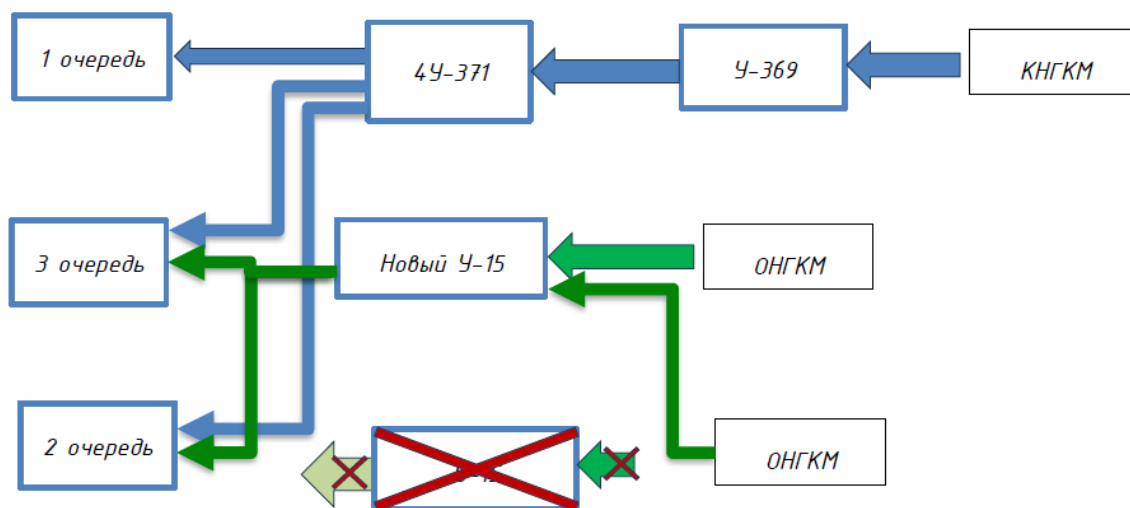 1 очередь
4У-371
У-369
КНГКМ
3 очередь
Новый У-15
ОНГКМ
2 очередь
ОНГКМ